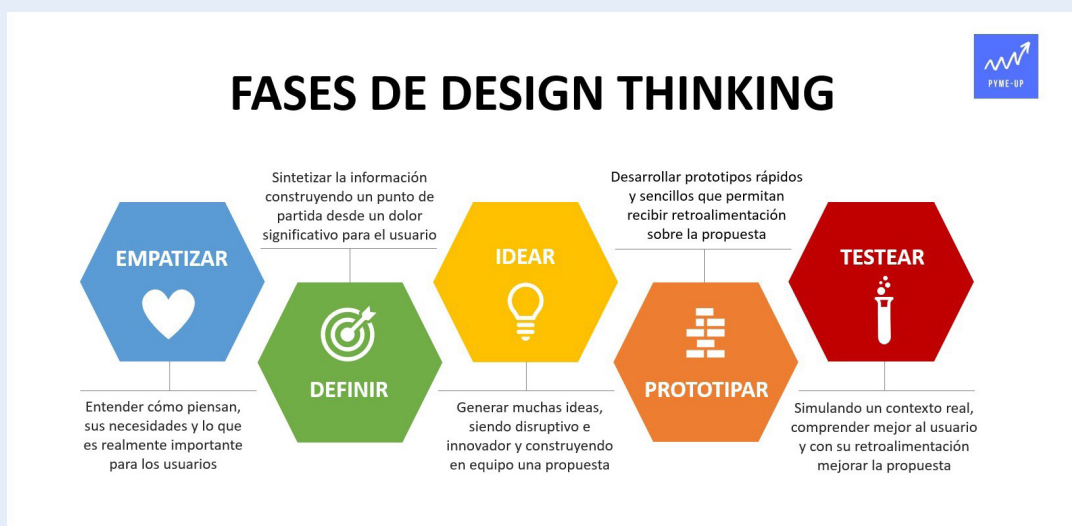 PYME-UP
FASES DE DESIGN THINKING
EMPATIZAR
Entender cómo piensan,
sus necesidades y lo que
es realmente importante
para los usuarios
Sintetizar la información
construyendo un punto de
partida desde un dolor
significativo para el usuario
DEFINIR
IDEAR
Generar muchas ideas,
siendo disruptivo e
innovador y construyendo
en equipo una propuesta
Desarrollar prototipos rápidos
y sencillos que permitan
recibir retroalimentación
sobre la propuesta
PROTOTIPAR
TESTEAR
Simulando un contexto real,
comprender mejor al usuario
y con su retroalimentación
mejorar la propuesta